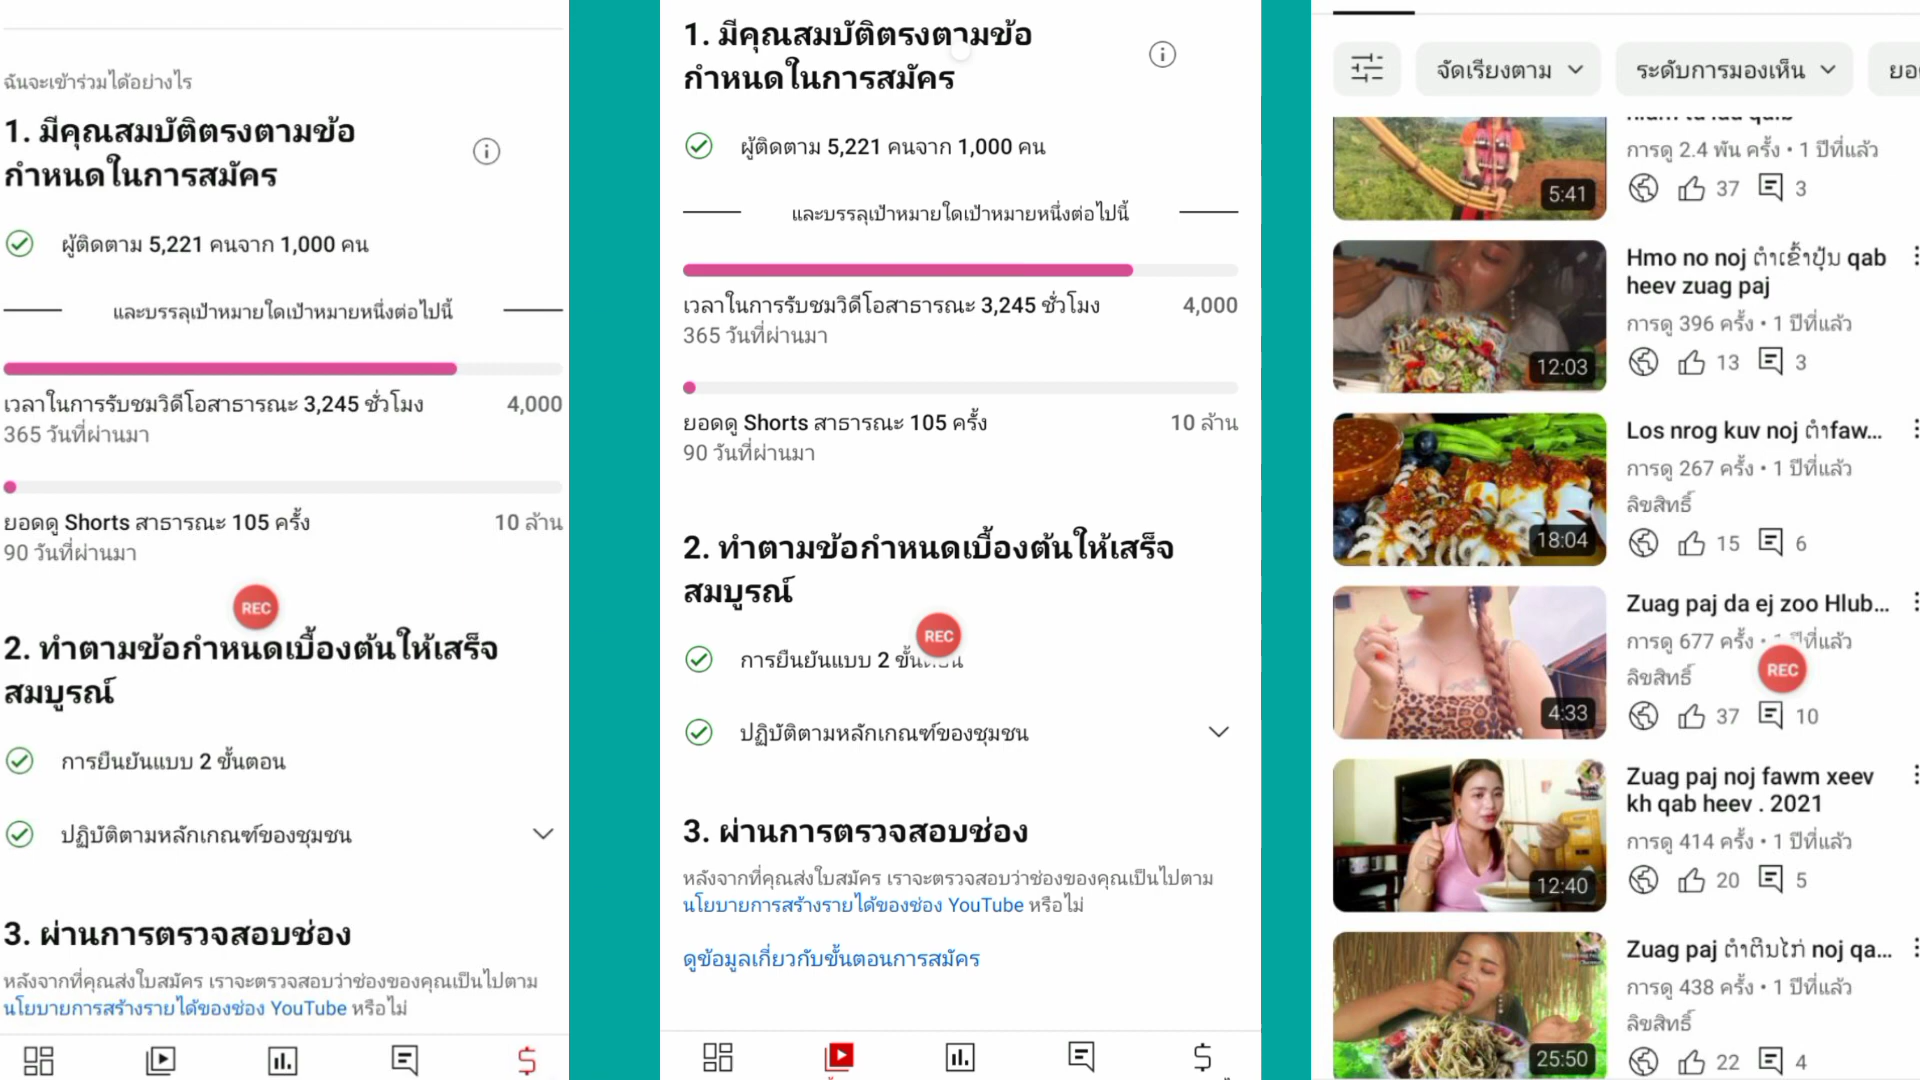 ฉันจะเข้าร่วมได้อย่างไร
1. มีคุณสมบัติตรงตามข้อ
กำหนดในการสมัคร
ผู้ติดตาม 5,221 คนจาก 1,000 คน
และบรรลุเป้าหมายใดเป้าหมายหนึ่งต่อไปนี้
เวลาในการรับชมวิดีโอสาธารณะ 3,245 ชั่วโมง 4,000
365 วันที่ผ่านมา
ยอดดู Shorts สาธารณะ 105 ครั้ง 10 ล้าน
90 วันที่ผ่านมา
REC
2. ทำตามข้อกำหนดเบื้องต้นให้เสร็จ
สมบูรณ์
การยืนยันแบบ 2 ขั้นตอน
ปฏิบัติตามหลักเกณฑ์ของชุมชน
3. ผ่านการตรวจสอบช่อง
หลังจากที่คุณส่งใบสมัคร เราจะตรวจสอบว่าช่องของคุณเป็นไปตาม
นโยบายการสร้างรายได้ของช่อง YouTube หรือไม่
1. มีคุณสมบัติตรงตามข้อ
กำหนดในการสมัคร
ผู้ติดตาม 5,221 คนจาก 1,000 คน
และบรรลุเป้าหมายใดเป้าหมายหนึ่งต่อไปนี้
เวลาในการรับชมวิดีโอสาธารณะ 3,245 ชั่วโมง 4,000
365 วันที่ผ่านมา
ยอดดู Shorts สาธารณะ 105 ครั้ง 10 ล้าน
90 วันที่ผ่านมา
2. ทำตามข้อกำหนดเบื้องต้นให้เสร็จ
สมบูรณ์
REC
การยืนยันแบบ 2
ปฏิบัติตามหลักเกณฑ์ของชุมชน
3. ผ่านการตรวจสอบช่อง
หลังจากที่คุณส่งใบสมัคร เราจะตรวจสอบว่าช่องของคุณเป็นไปตาม
นโยบายการสร้างรายได้ของช่อง YouTube หรือไม่
ดูข้อมูลเกี่ยวกับขั้นตอนการสมัคร
จัดเรียงตาม ระดับการมองเห็น
การดู 2.4 พัน ครั้ง • 1 ปีที่แล้ว
5:41 37 3
Hmo no noj ຕໍາເຂົ້າປຸ້ນ qab
heev zuag paj
การดู 396 ครั้ง • 1 ปีที่แล้ว
12:03 13 3
Los nrog kuv noj ຕໍາfaw...
การดู 267 ครั้ง • 1 ปีที่แล้ว
ลิขสิทธิ์
18:04 15 6
Zuag paj da ej zoo Hlub...
การดู 677 ครั้ง •
ลิขสิทธิ์
REC
4:33 37 10
Zuag paj noj fawm xeev
kh qab heev . 2021
การดู 414 ครั้ง • 1 ปีที่แล้ว
12:40 20 5
Zuag paj ຕໍາຕີນໄກ່ noj qa...
การดู 438 ครั้ง • 1 ปีที่แล้ว
ลิขสิทธิ์
25:50 22 4